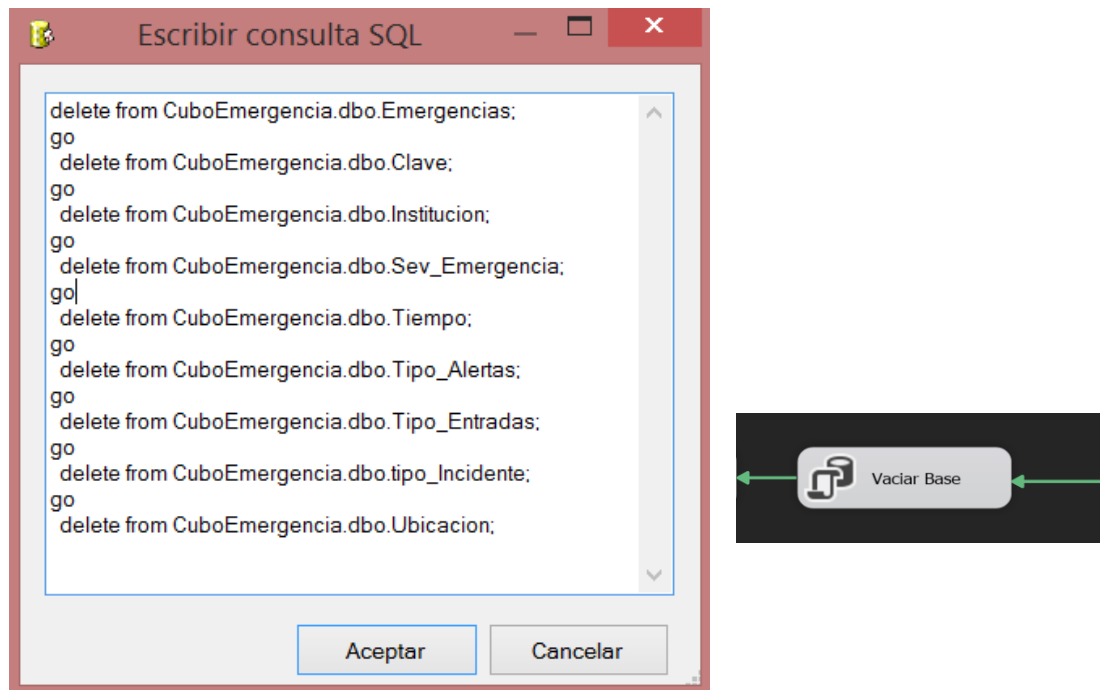 Escribir consulta SQL
delete from CuboEmergencia.dbo.Emergencias;
go
delete from CuboEmergencia.dbo.Clave;
go
delete from CuboEmergencia.dbo.Institucion;
go
delete from CuboEmergencia.dbo.Sev_Emergencia;
go
delete from CuboEmergencia.dbo.Tiempo;
go
delete from CuboEmergencia.dbo.Tipo_Alertas;
go
delete from CuboEmergencia.dbo.Tipo_Entradas;
go
delete from CuboEmergencia.dbo.tipo_Incidente;
go
delete from CuboEmergencia.dbo.Ubicacion;
Aceptar Cancelar
Vaciar Base